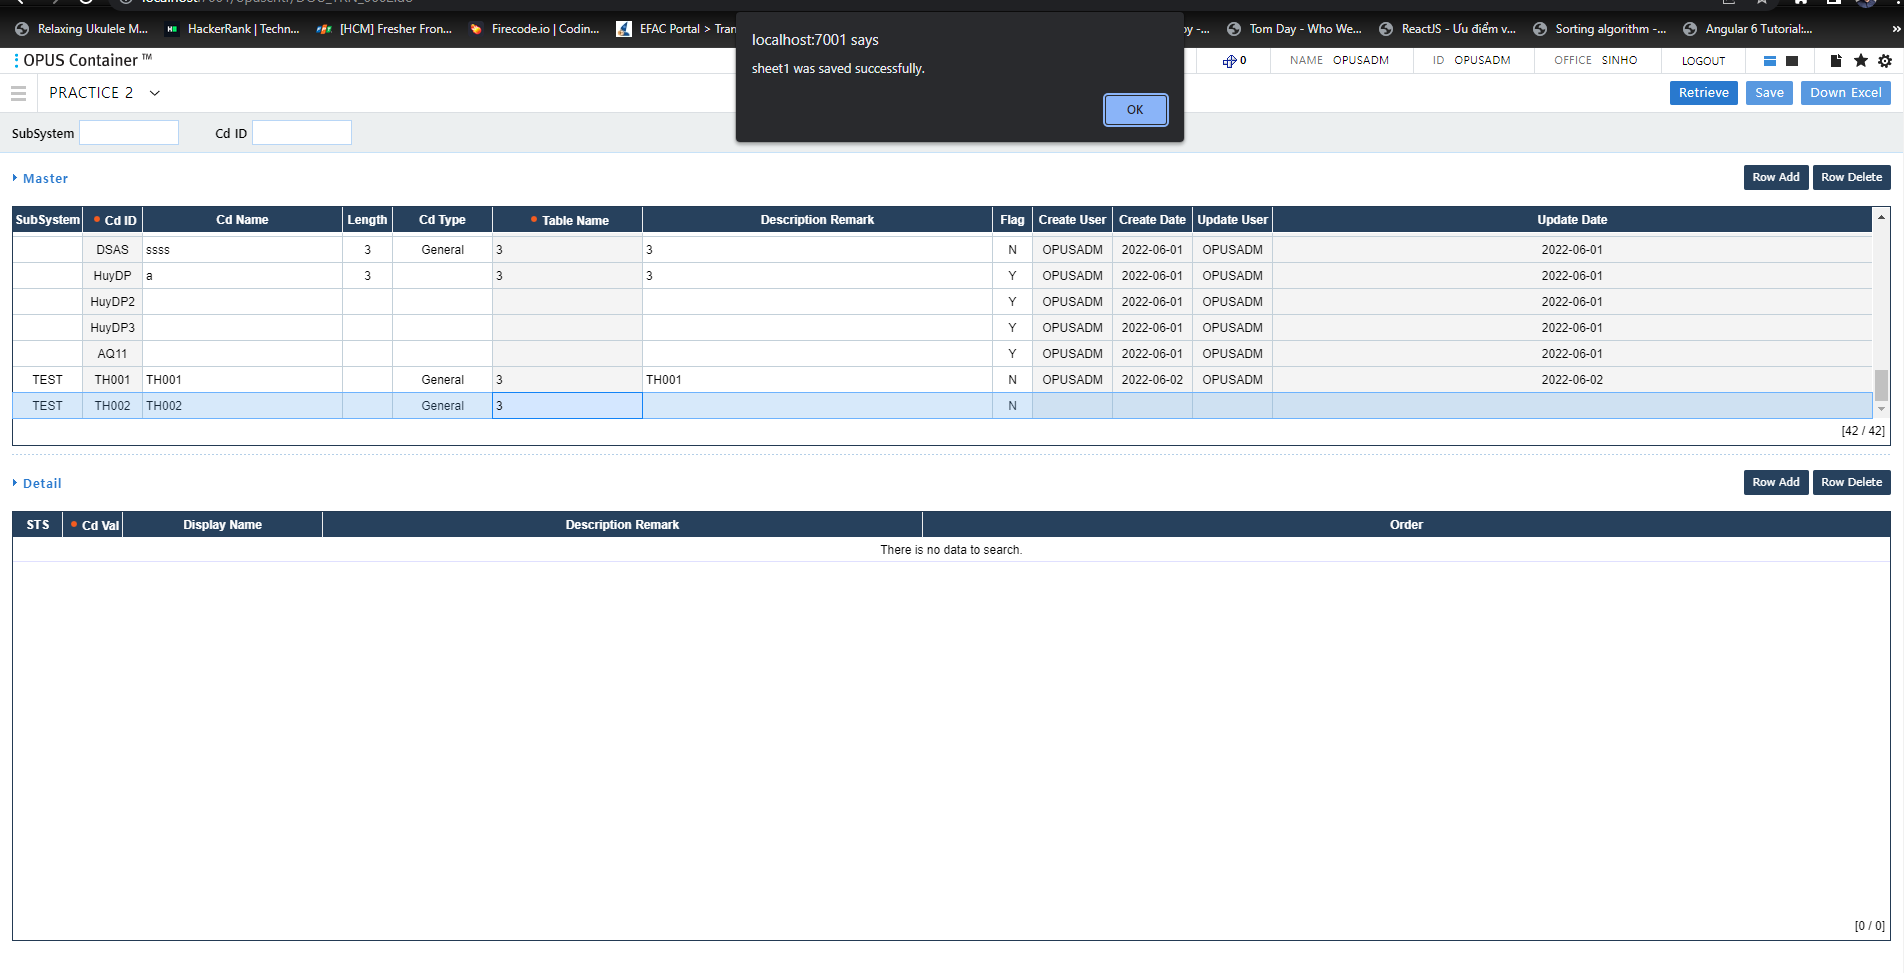 Relaxing Ukulele M... HackerRank | Techn... [HCM] Fresher Fron... Firecode.io | Codin... EFAC Portal > Tran Tom Day - Who We... ReactJS - Ưu điểm v... Sorting algorithm -... Angular 6 Tutorial:... »
localhost:7001 says
sheet1 was saved successfully.
OK
OPUS Container ™ 0 NAME OPUSADM ID OPUSADM OFFICE SINHO LOGOUT
PRACTICE 2 Retrieve Save Down Excel
SubSystem Cd ID
Master Row Add Row Delete
SubSystem Cd ID Cd Name Length Cd Type Table Name Description Remark Flag Create User Create Date Update User Update Date
DSAS ssss 3 General 3 3 N OPUSADM 2022-06-01 OPUSADM 2022-06-01
HuyDP a 3 3 3 Y OPUSADM 2022-06-01 OPUSADM 2022-06-01
HuyDP2 Y OPUSADM 2022-06-01 OPUSADM 2022-06-01
HuyDP3 Y OPUSADM 2022-06-01 OPUSADM 2022-06-01
AQ11 Y OPUSADM 2022-06-01 OPUSADM 2022-06-01
TEST TH001 TH001 General 3 TH001 N OPUSADM 2022-06-02 OPUSADM 2022-06-02
TEST TH002 TH002 General 3 N
[42 / 42]
Detail Row Add Row Delete
STS Cd Val Display Name Description Remark Order
There is no data to search.
[0 / 0]